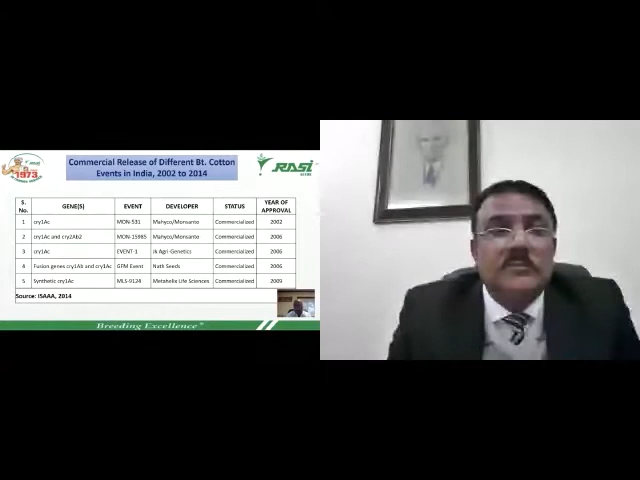 1973
Commercial Release of Different Bt. Cotton
Events in India, 2002 to 2014
RASI
SEEDS
S. No. GENE(S) EVENT DEVELOPER STATUS YEAR OF APPROVAL
1 cry1Ac MON-531 Mahyco/Monsanto Commercialized 2002
2 cry1Ac and cry2Ab2 MON-15985 Mahyco/Monsanto Commercialized 2006
3 cry1Ac EVENT-1 Jk Agri-Genetics Commercialized 2006
4 Fusion genes cry1Ab and cry1Ac GFM Event Nath Seeds Commercialized 2006
5 Synthetic cry1Ac MLS-9124 Metahelix Life Sciences Commercialized 2009
Source: ISAAA, 2014
Breeding Excellence